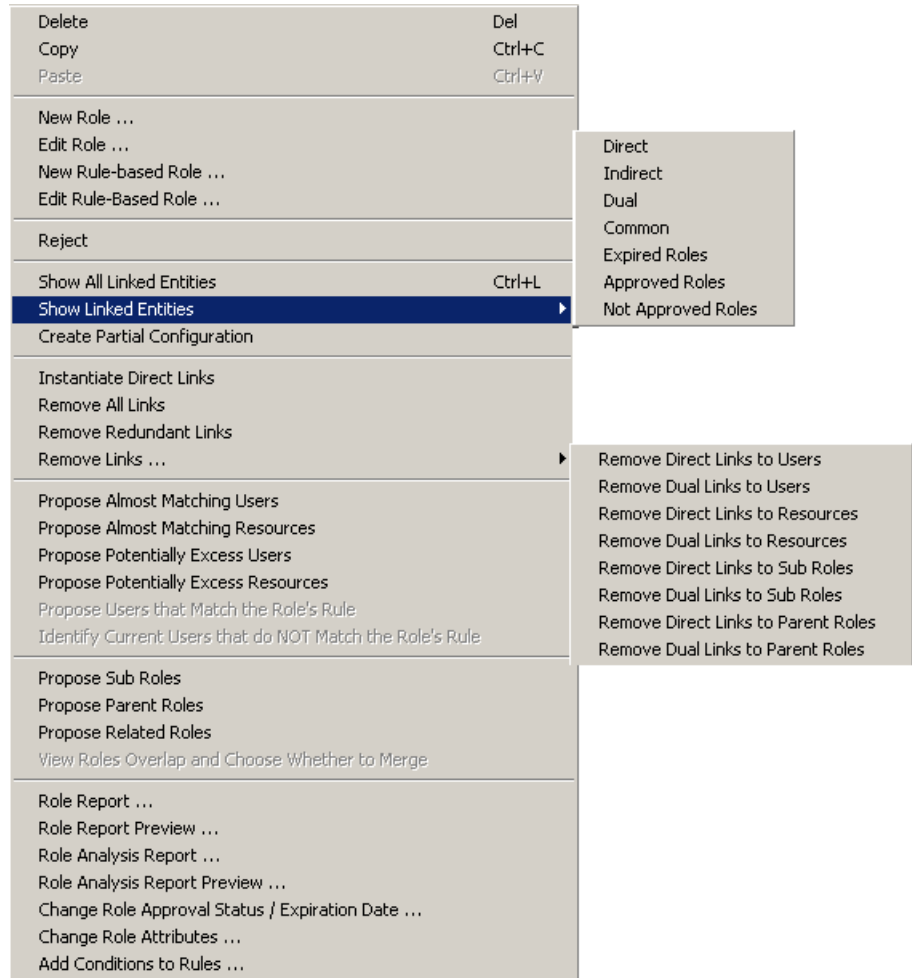 Delete Del
Copy Ctrl+C
Paste Ctrl+V
New Role ...
Edit Role ...
New Rule-based Role ...
Edit Rule-Based Role ...
Reject
Show All Linked Entities Ctrl+L
Show Linked Entities
Create Partial Configuration
Instantiate Direct Links
Remove All Links
Remove Redundant Links
Remove Links ...
Propose Almost Matching Users
Propose Almost Matching Resources
Propose Potentially Excess Users
Propose Potentially Excess Resources
Propose Users that Match the Role's Rule
Identify Current Users that do NOT Match the Role's Rule
Propose Sub Roles
Propose Parent Roles
Propose Related Roles
View Roles Overlap and Choose Whether to Merge
Role Report ...
Role Report Preview ...
Role Analysis Report ...
Role Analysis Report Preview ...
Change Role Approval Status / Expiration Date ...
Change Role Attributes ...
Add Conditions to Rules ...
Direct
Indirect
Dual
Common
Expired Roles
Approved Roles
Not Approved Roles
Remove Direct Links to Users
Remove Dual Links to Users
Remove Direct Links to Resources
Remove Dual Links to Resources
Remove Direct Links to Sub Roles
Remove Dual Links to Sub Roles
Remove Direct Links to Parent Roles
Remove Dual Links to Parent Roles